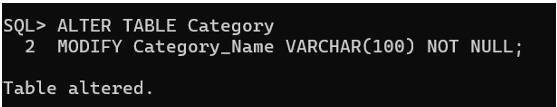 SQL> ALTER TABLE Category
2 MODIFY Category_Name VARCHAR(100) NOT NULL;
Table altered.